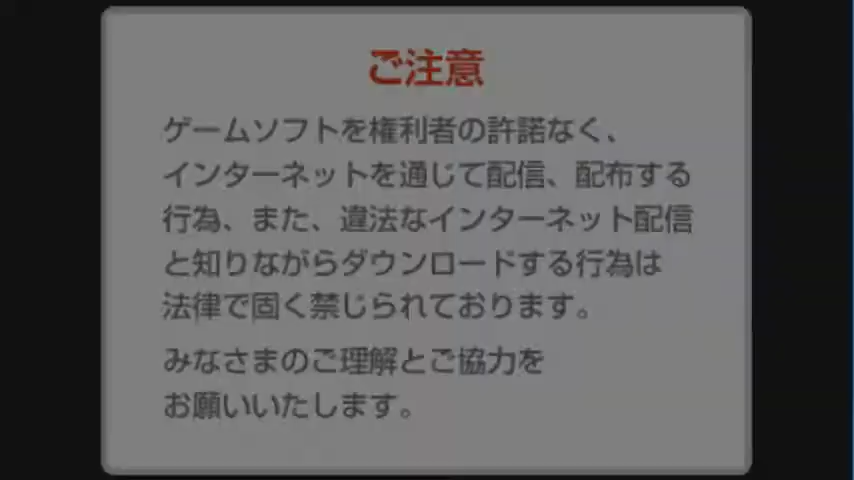 ご注意
ゲームソフトを権利者の許諾なく、
インターネットを通じて配信、配布する
行為、また、違法なインターネット配信
と知りながらダウンロードする行為は
法律で固く禁じられております。
みなさまのご理解とご協力を
お願いいたします。